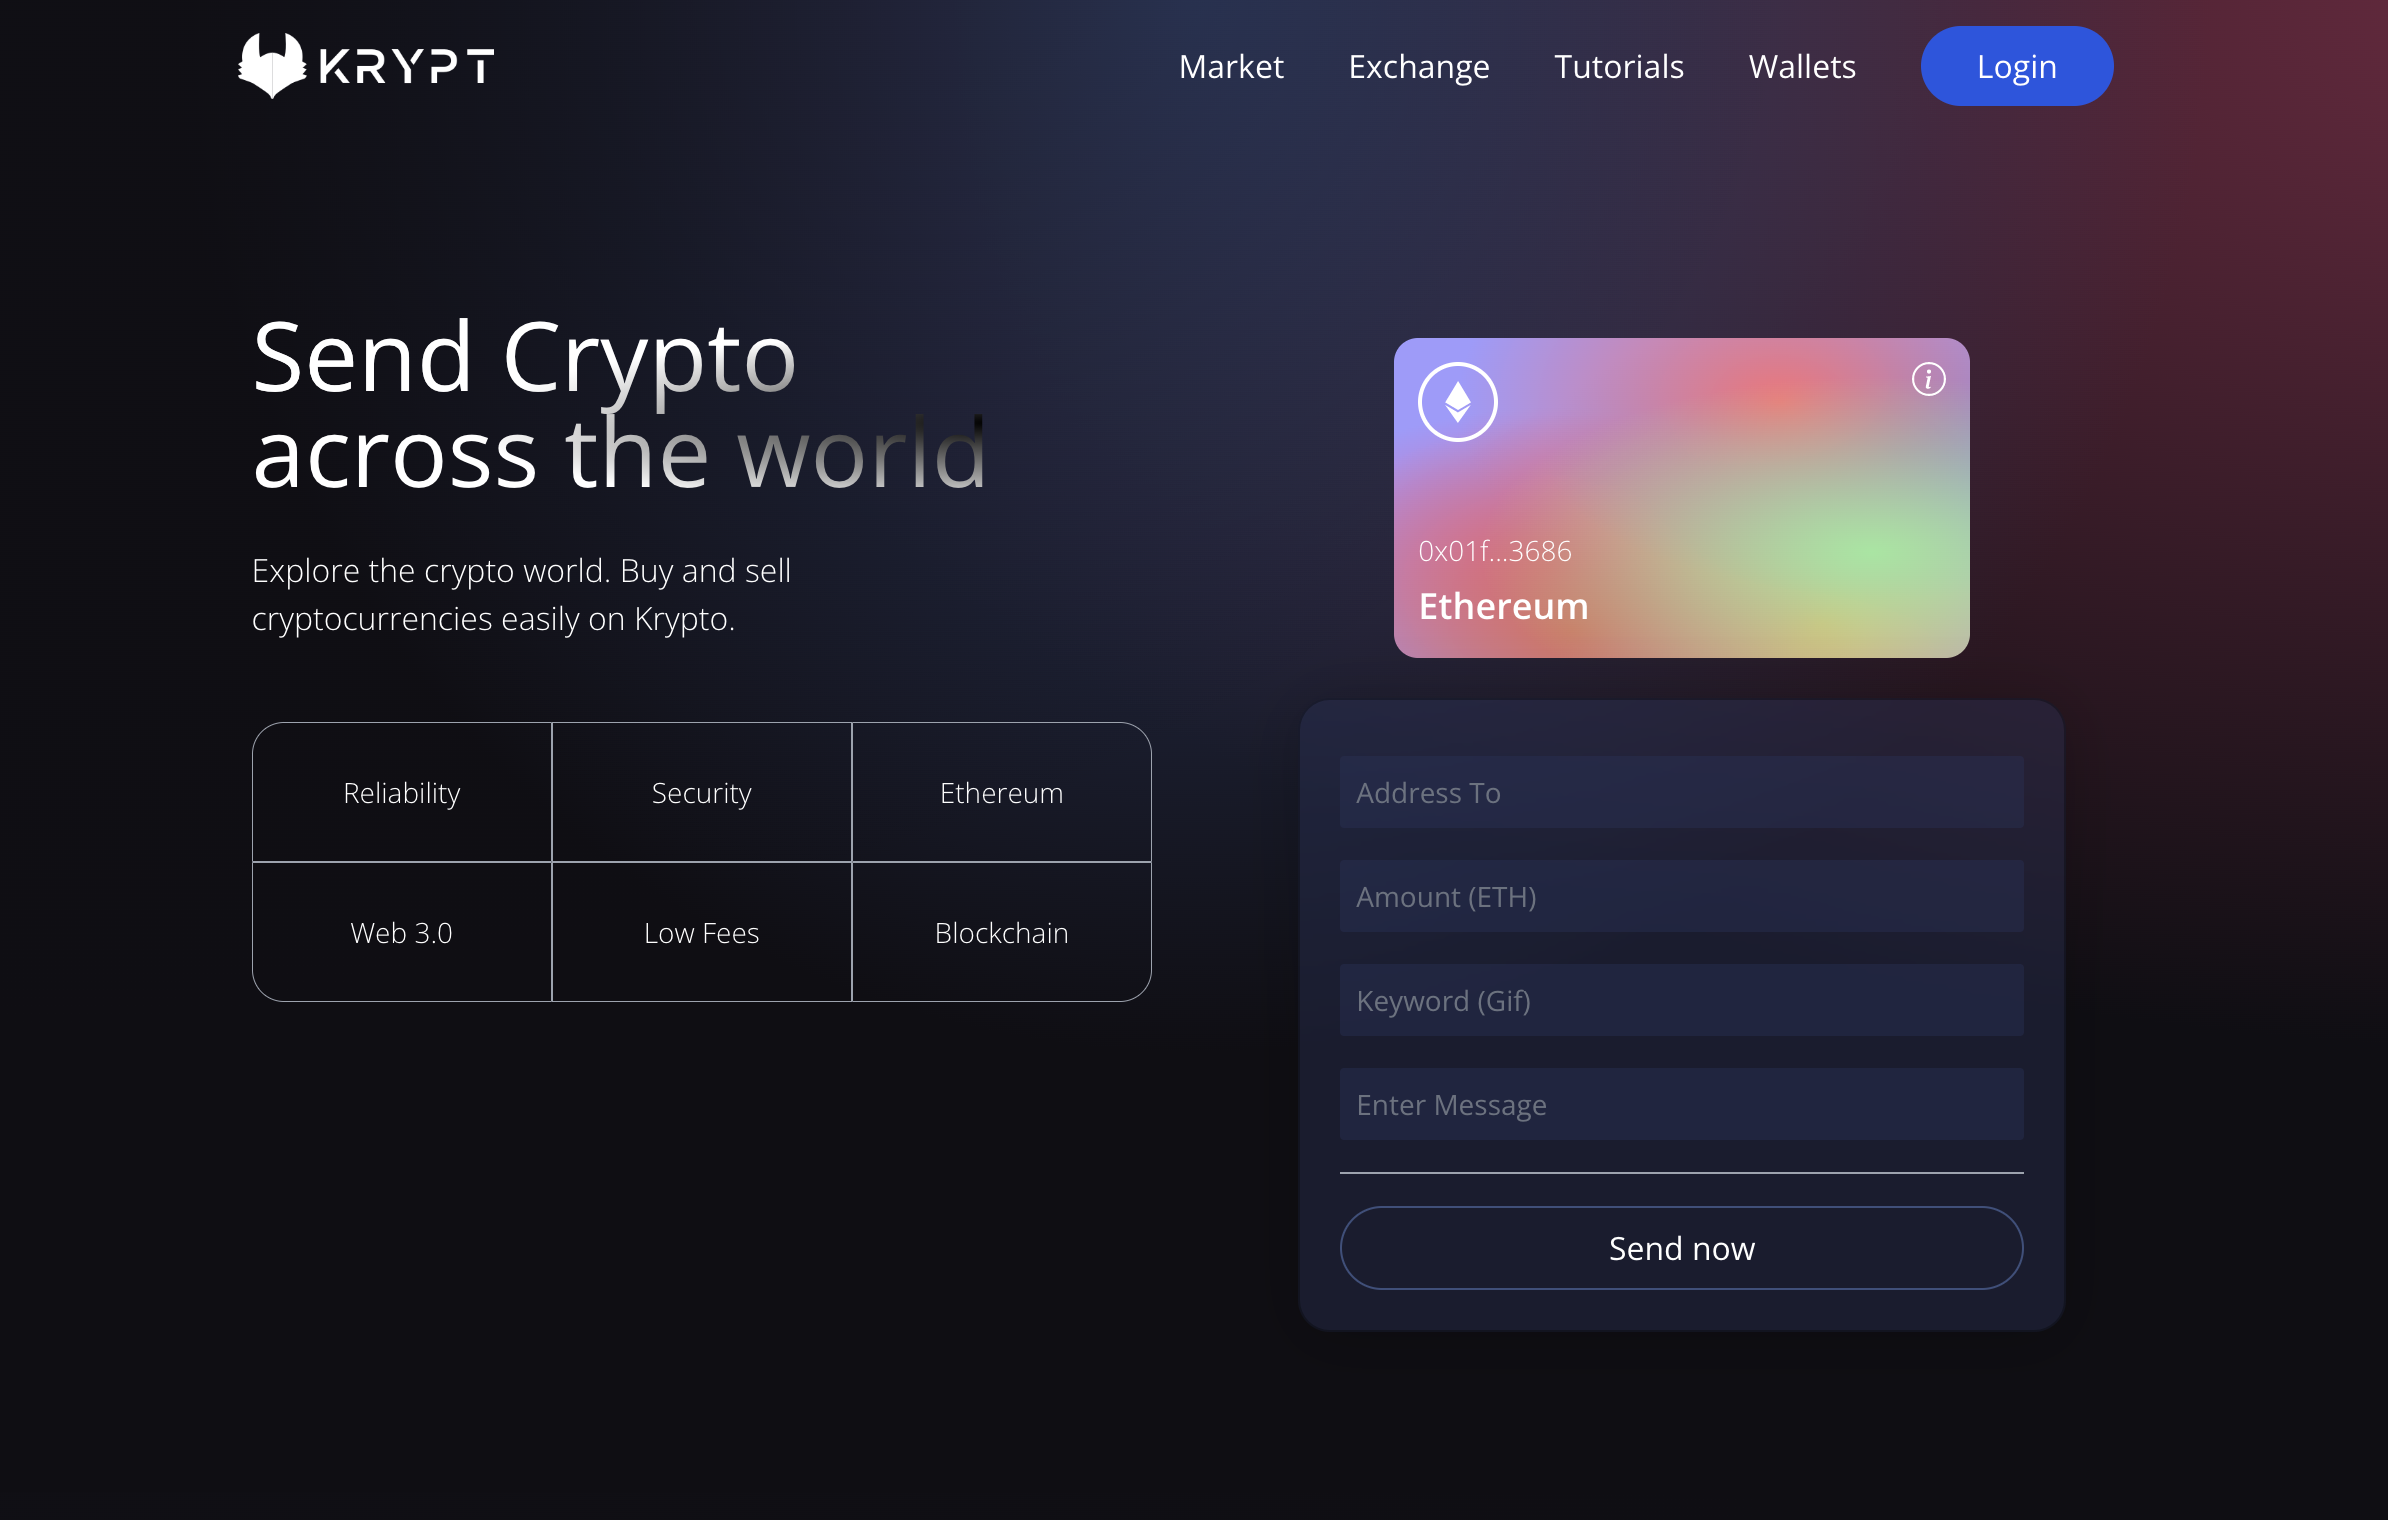 KRYPT
Market
Exchange
Tutorials
Wallets
Login
Send Crypto
across the world
Explore the crypto world. Buy and sell
cryptocurrencies easily on Krypto.
Reliability
Security
Ethereum
Web 3.0
Low Fees
Blockchain
i
0x01f...3686
Ethereum
Address To
Amount (ETH)
Keyword (Gif)
Enter Message
Send now